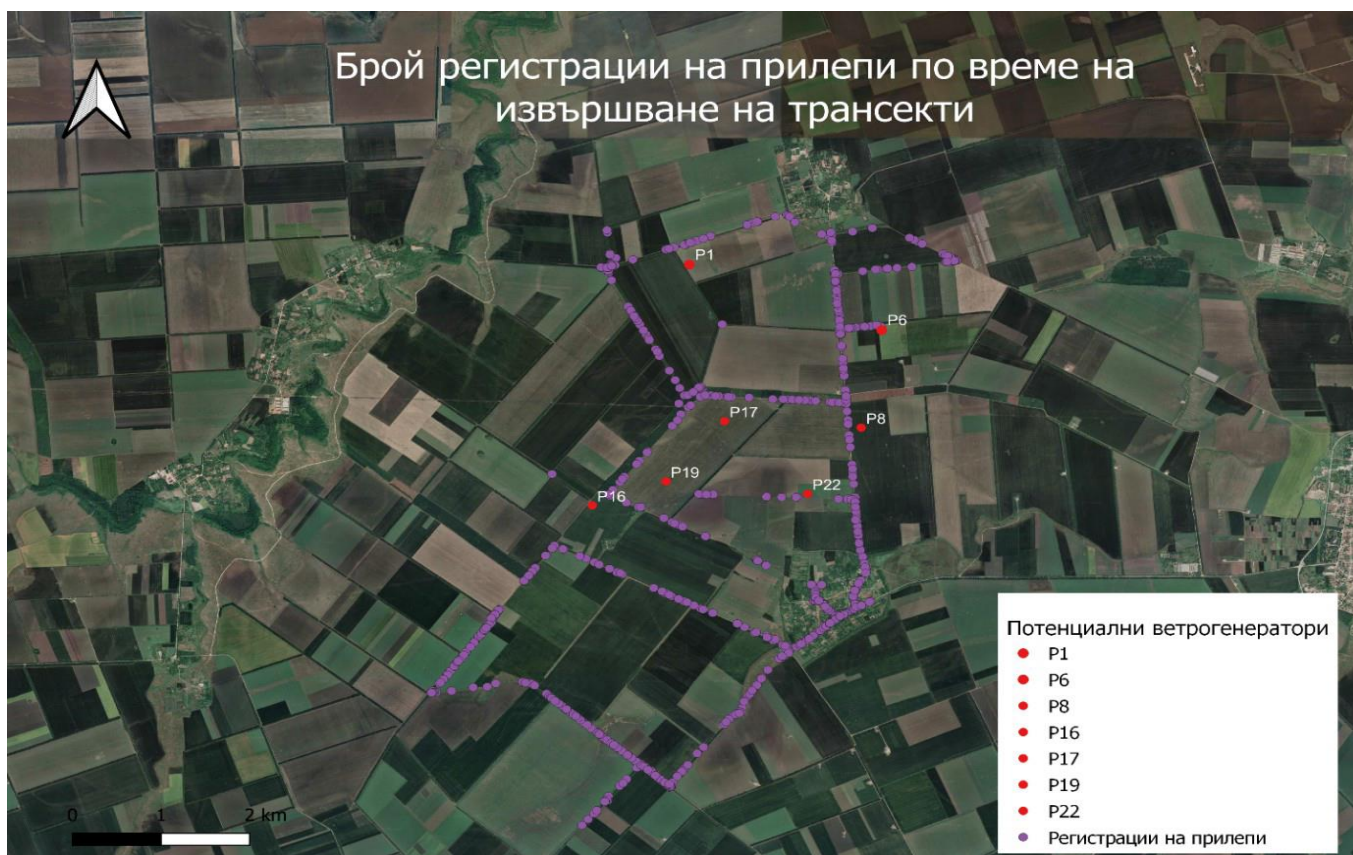 Брой регистрации на прилепи по време на
извършване на трансекти
P1
P6
P17
P8
P19
P16
P22
Потенциални ветрогенератори
P1
P6
P8
P16
P17
P19
P22
Регистрации на прилепи
0 1 2 km